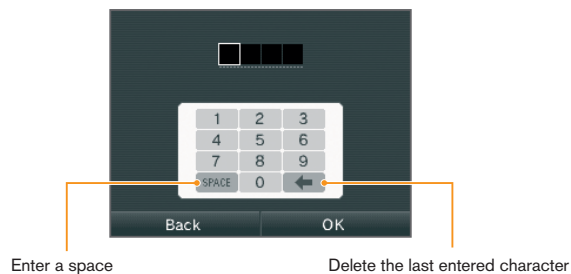 1 2 3
4 5 6
7 8 9
SPACE 0 ←
Back OK
Enter a space Delete the last entered character